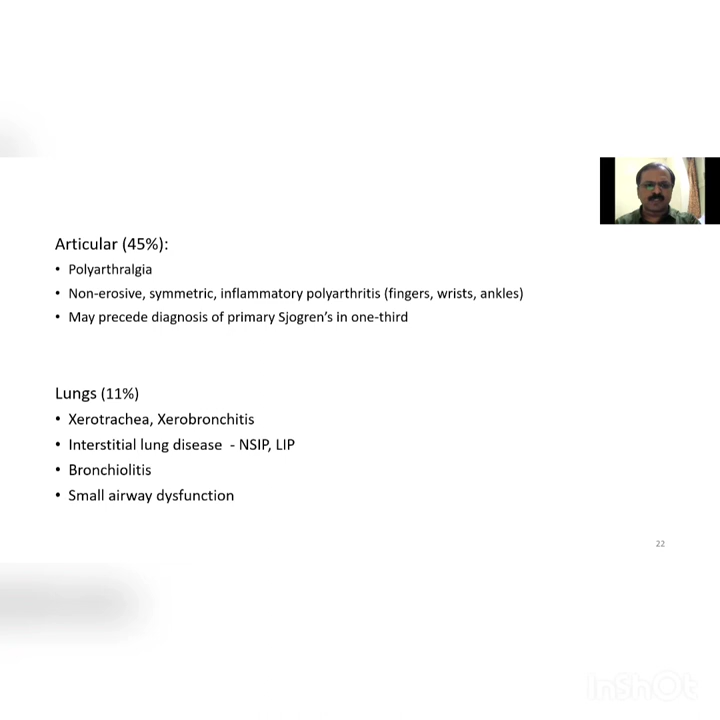 Articular (45%):
• Polyarthralgia
• Non-erosive, symmetric, inflammatory polyarthritis (fingers, wrists, ankles)
• May precede diagnosis of primary Sjogren's in one-third
Lungs (11%)
• Xerotrachea, Xerobronchitis
• Interstitial lung disease - NSIP, LIP
• Bronchiolitis
• Small airway dysfunction
22
InShOt